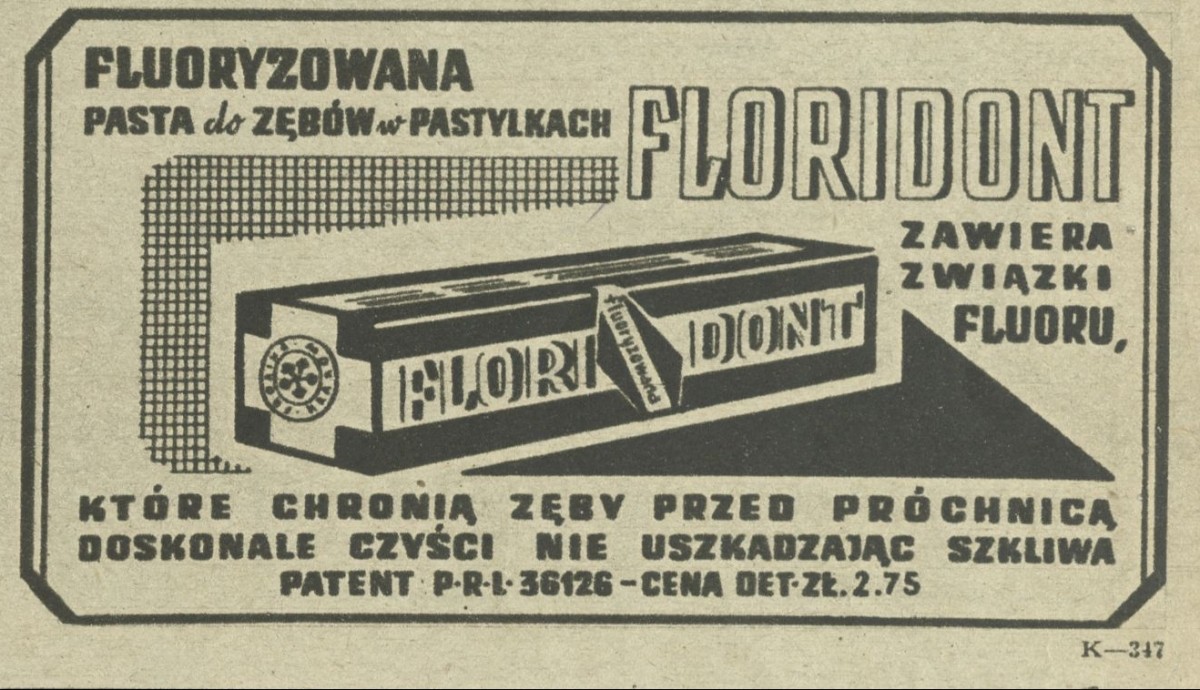 FLUORYZOWANA
PASTA do ZĘBÓW w PASTYLKACH
FLORIDONT
ZAWIERA
ZWIĄZKI
FLUORU,
FLORI DONT
fluoryzowana
KTÓRE CHRONIĄ ZĘBY PRZED PRÓCHNICĄ
DOSKONALE CZYŚCI NIE USZKADZAJĄC SZKLIWA
PATENT P·R·L· 36126 – CENA DET· ZŁ. 2.75
K—347